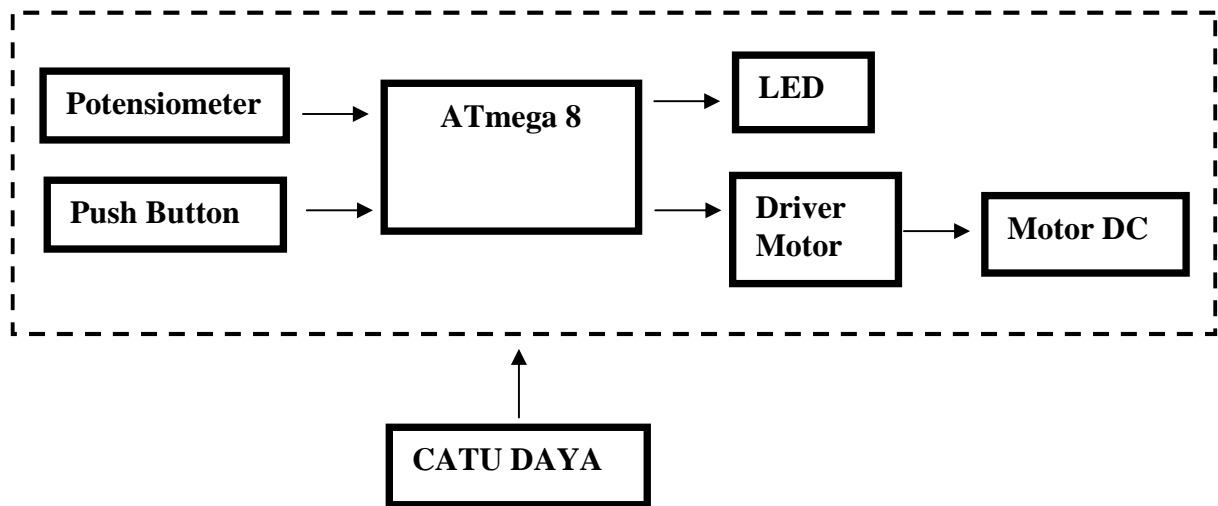 Potensiometer
Push Button
ATmega 8
LED
Driver
Motor
Motor DC
CATU DAYA